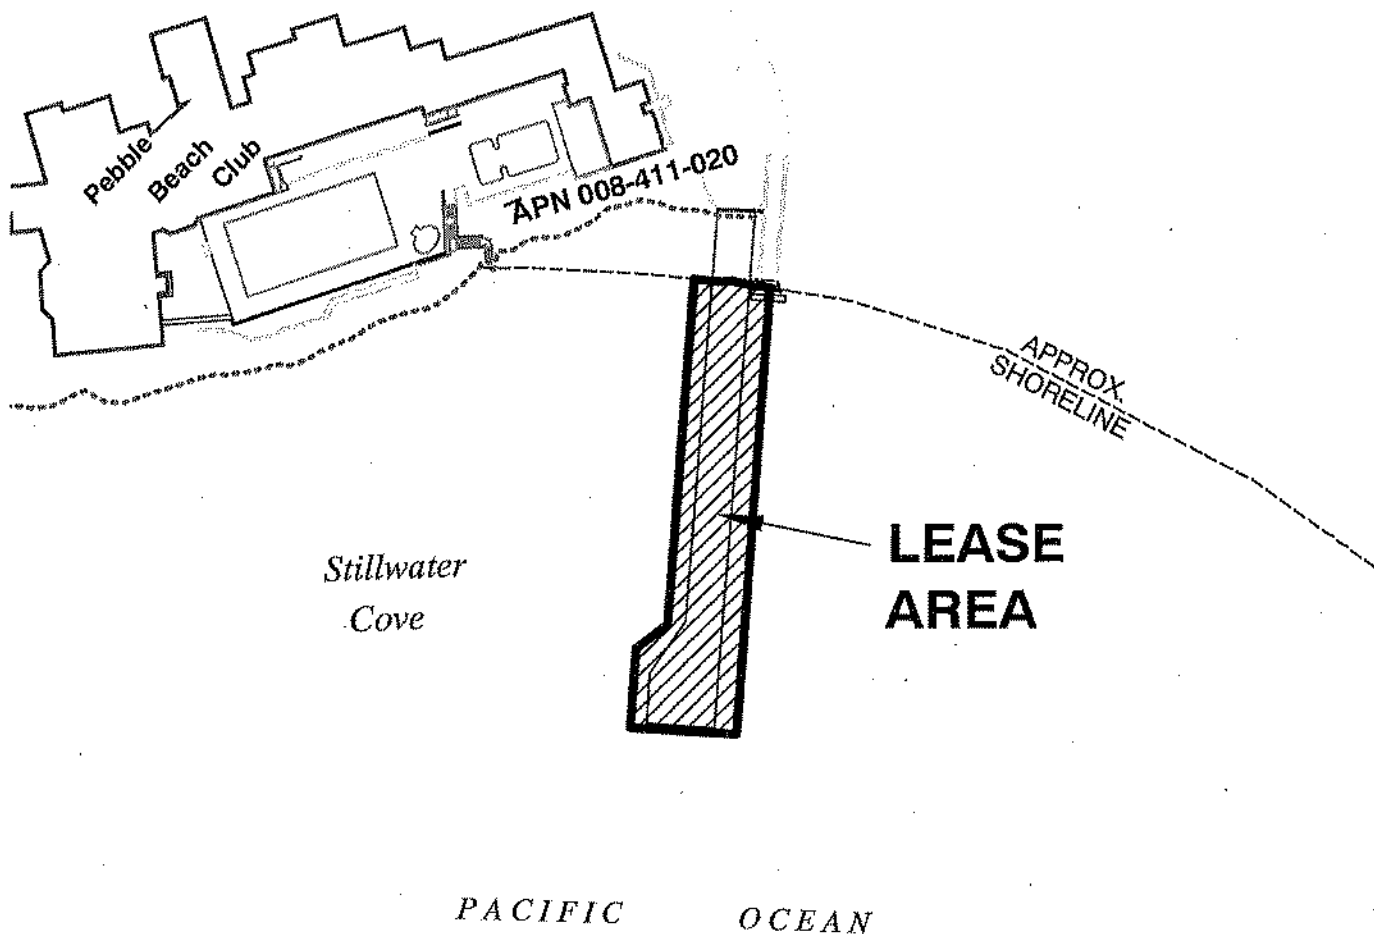 Pebble
Beach
Club
APN 008-411-020
APPROX.
SHORELINE
LEASE
AREA
Stillwater
Cove
PACIFIC OCEAN